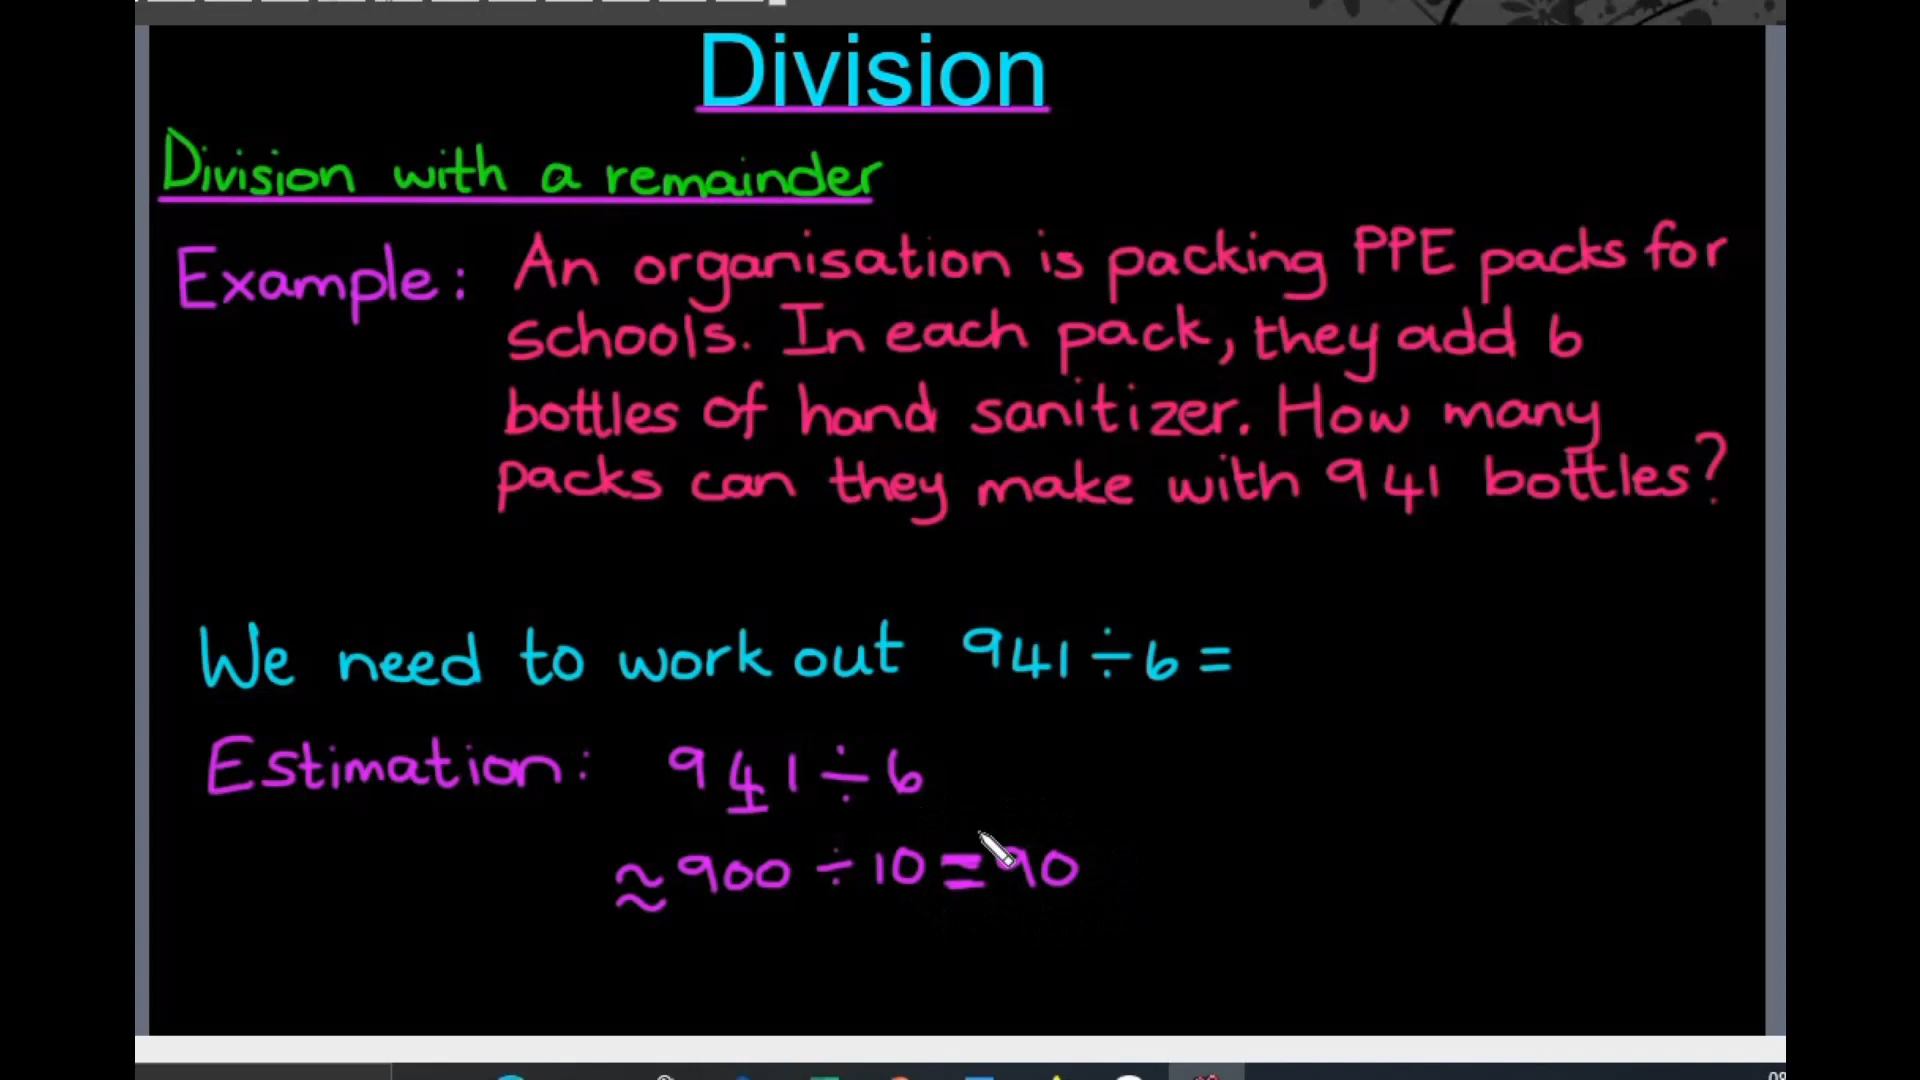 Division
Division with a remainder
Example: An organisation is packing PPE packs for
schools. In each pack, they add 6
bottles of hand sanitizer. How many
packs can they make with 941 bottles?
We need to work out 941 ÷ 6 =
Estimation: 941 ÷ 6
≈ 900 ÷ 10 = 90